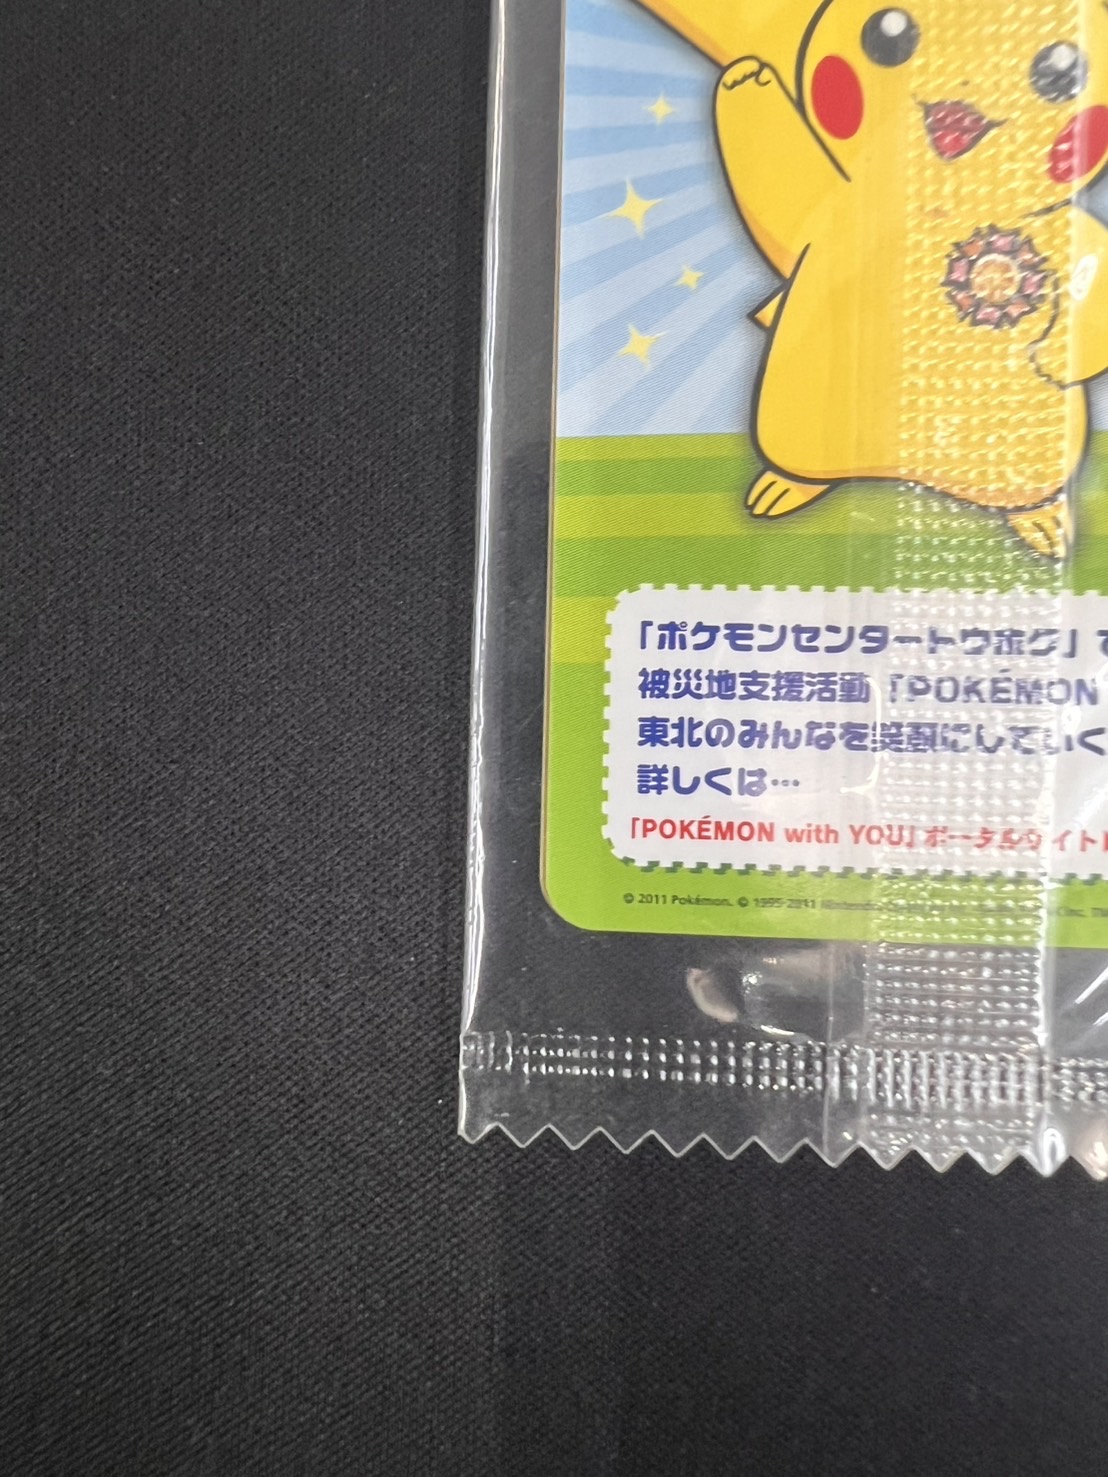 「ポケモンセンタートウホク」で
被災地支援活動「POKÉMON
東北のみんなを笑顔にしていく
詳しくは…
「POKÉMON with YOU」ポータルサイト
© 2011 Pokémon. © 1995-2011 Nintendo